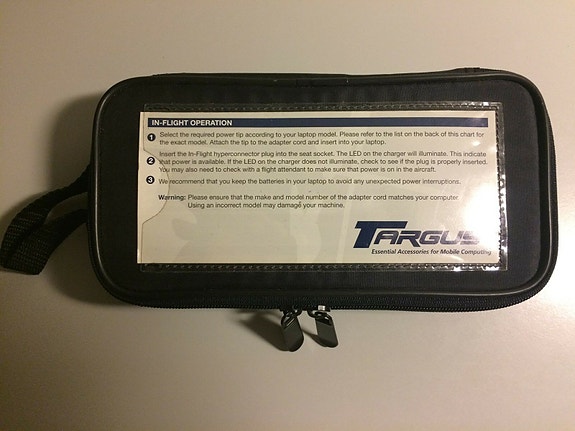 IN-FLIGHT OPERATION
1 Select the required power tip according to your laptop model. Please refer to the list on the back of this chart for
the exact model. Attach the tip to the adapter cord and insert into your laptop.
Insert the In-Flight hyperconnector plug into the seat socket. The LED on the charger will illuminate. This indicate
2 that power is available. If the LED on the charger does not illuminate, check to see if the plug is properly inserted.
You may also need to check with a flight attendant to make sure that power is on in the aircraft.
3 We recommend that you keep the batteries in your laptop to avoid any unexpected power interruptions.
Warning: Please ensure that the make and model number of the adapter cord matches your computer.
Using an incorrect model may damage your machine.
TARGUS
Essential Accessories for Mobile Computing